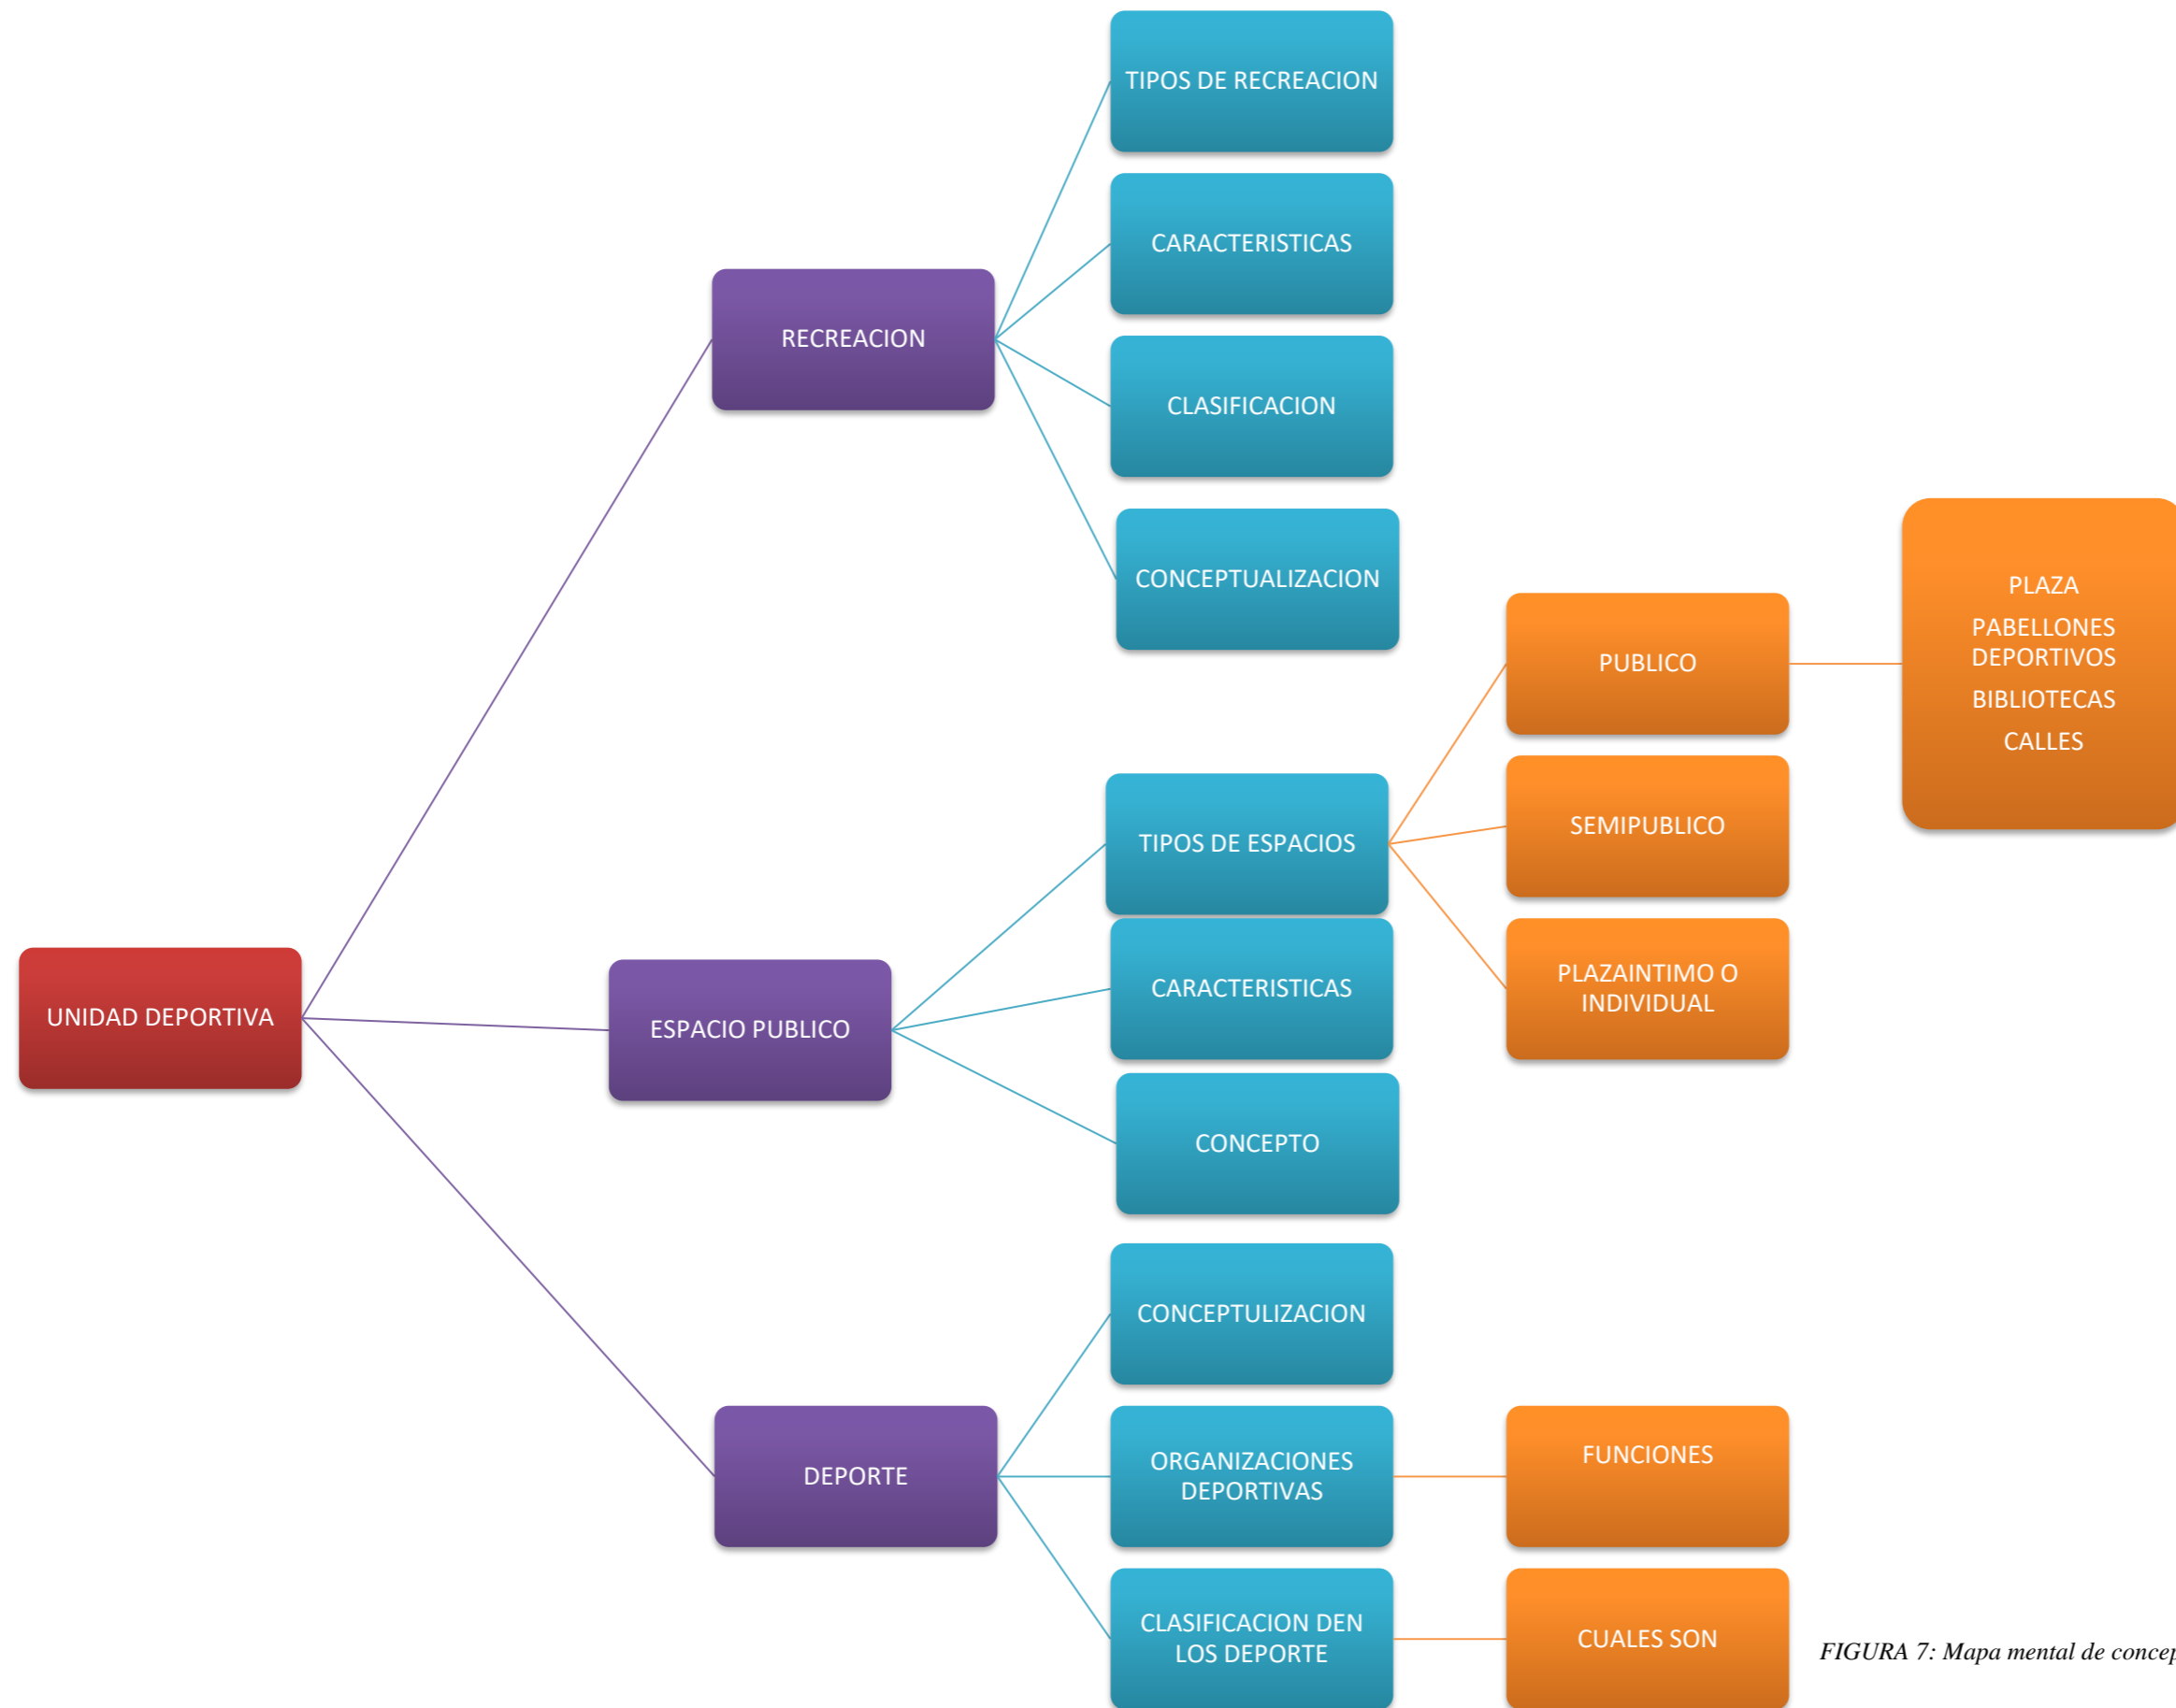 UNIDAD DEPORTIVA
RECREACION
TIPOS DE RECREACION
CARACTERISTICAS
CLASIFICACION
CONCEPTUALIZACION
ESPACIO PUBLICO
TIPOS DE ESPACIOS
PUBLICO
PLAZA
PABELLONES
DEPORTIVOS
BIBLIOTECAS
CALLES
SEMIPUBLICO
PLAZAINTIMO O
INDIVIDUAL
CARACTERISTICAS
CONCEPTO
DEPORTE
CONCEPTULIZACION
ORGANIZACIONES
DEPORTIVAS
FUNCIONES
CLASIFICACION DEN
LOS DEPORTE
CUALES SON
FIGURA 7: Mapa mental de